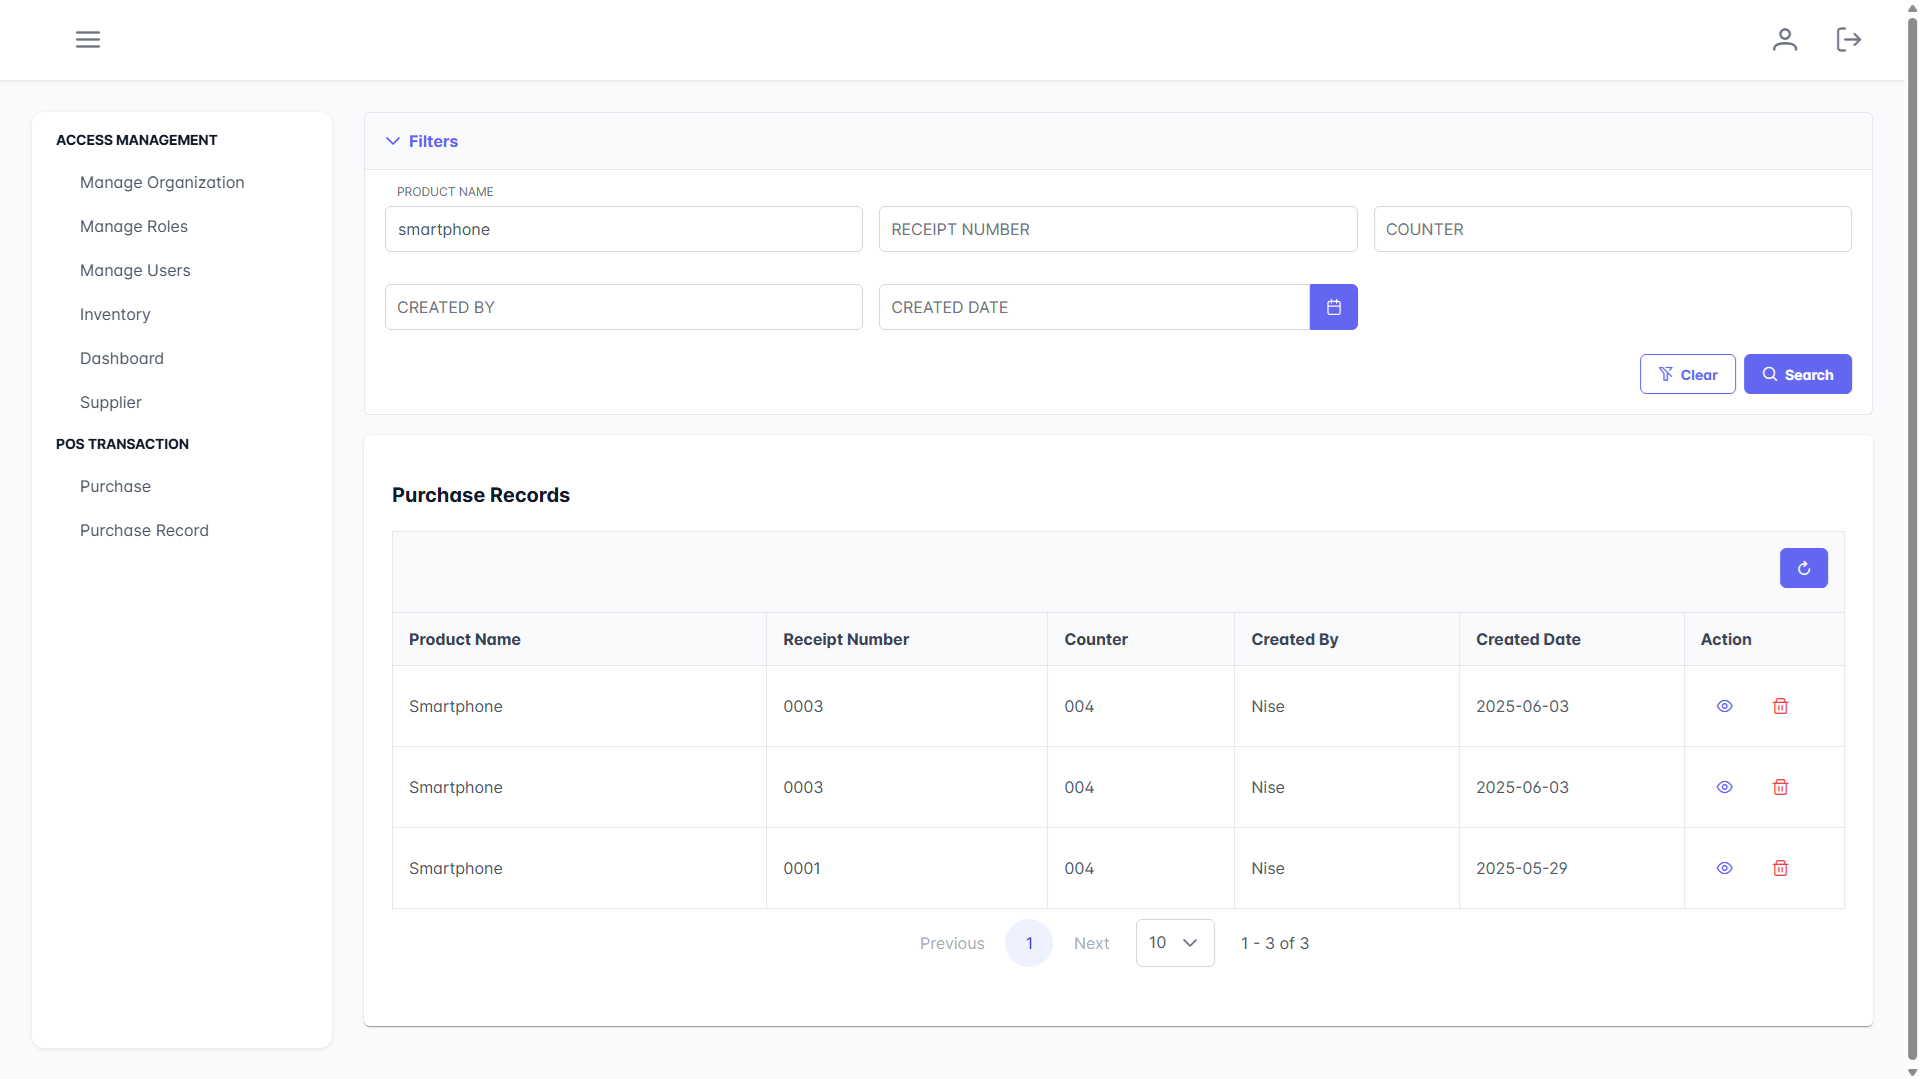 ACCESS MANAGEMENT
Manage Organization
Manage Roles
Manage Users
Inventory
Dashboard
Supplier
POS TRANSACTION
Purchase
Purchase Record
Filters
PRODUCT NAME
smartphone
RECEIPT NUMBER
COUNTER
CREATED BY
CREATED DATE
Clear
Search
Purchase Records
Product Name Receipt Number Counter Created By Created Date Action
Smartphone 0003 004 Nise 2025-06-03
Smartphone 0003 004 Nise 2025-06-03
Smartphone 0001 004 Nise 2025-05-29
Previous 1 Next 10 1 - 3 of 3